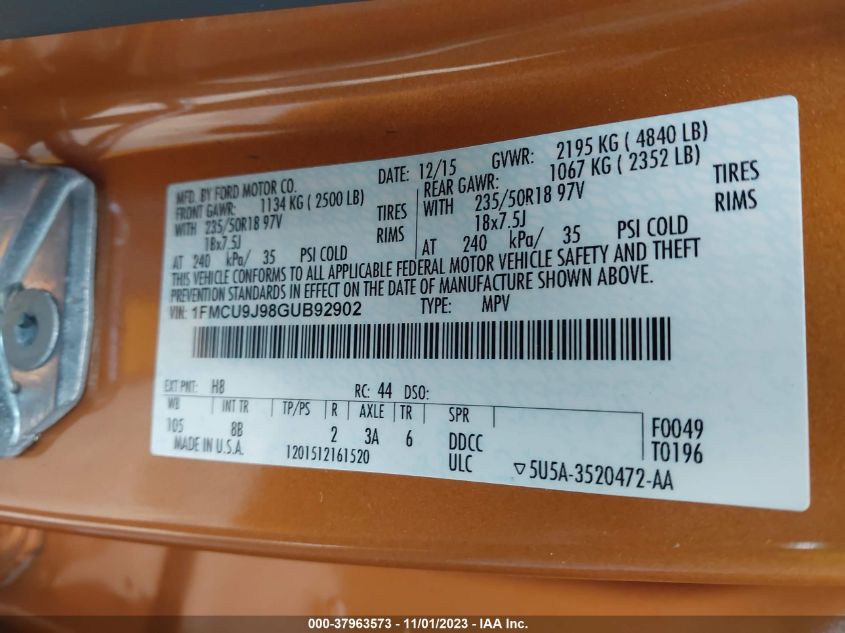 MFD. BY FORD MOTOR CO. DATE: 12/15 GVWR: 2195 KG ( 4840 LB)
FRONT GAWR: 1134 KG ( 2500 LB) REAR GAWR: 1067 KG ( 2352 LB)
WITH 235/50R18 97V TIRES WITH 235/50R18 97V TIRES
18x7.5J RIMS 18x7.5J RIMS
AT 240 kPa/ 35 PSI COLD AT 240 kPa/ 35 PSI COLD
THIS VEHICLE CONFORMS TO ALL APPLICABLE FEDERAL MOTOR VEHICLE SAFETY AND THEFT
PREVENTION STANDARDS IN EFFECT ON THE DATE OF MANUFACTURE SHOWN ABOVE.
VIN: 1FMCU9J98GUB92902 TYPE: MPV
EXT PNT: H8 RC: 44 DSO:
WB INT TR TP/PS R AXLE TR SPR
105 8B 2 3A 6 DDCC F0049
MADE IN U.S.A. 1201512161520 ULC T0196
▽5U5A-3520472-AA
000-37963573 - 11/01/2023 - IAA Inc.